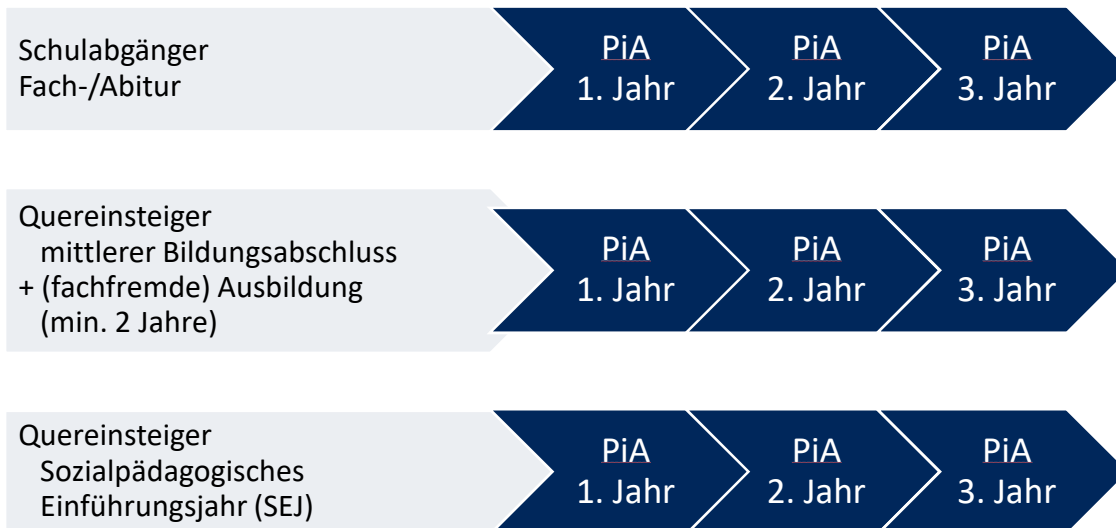 Schulabgänger
Fach-/Abitur
PiA
1. Jahr
PiA
2. Jahr
PiA
3. Jahr
Quereinsteiger
mittlerer Bildungsabschluss
+ (fachfremde) Ausbildung
(min. 2 Jahre)
PiA
1. Jahr
PiA
2. Jahr
PiA
3. Jahr
Quereinsteiger
Sozialpädagogisches
Einführungsjahr (SEJ)
PiA
1. Jahr
PiA
2. Jahr
PiA
3. Jahr